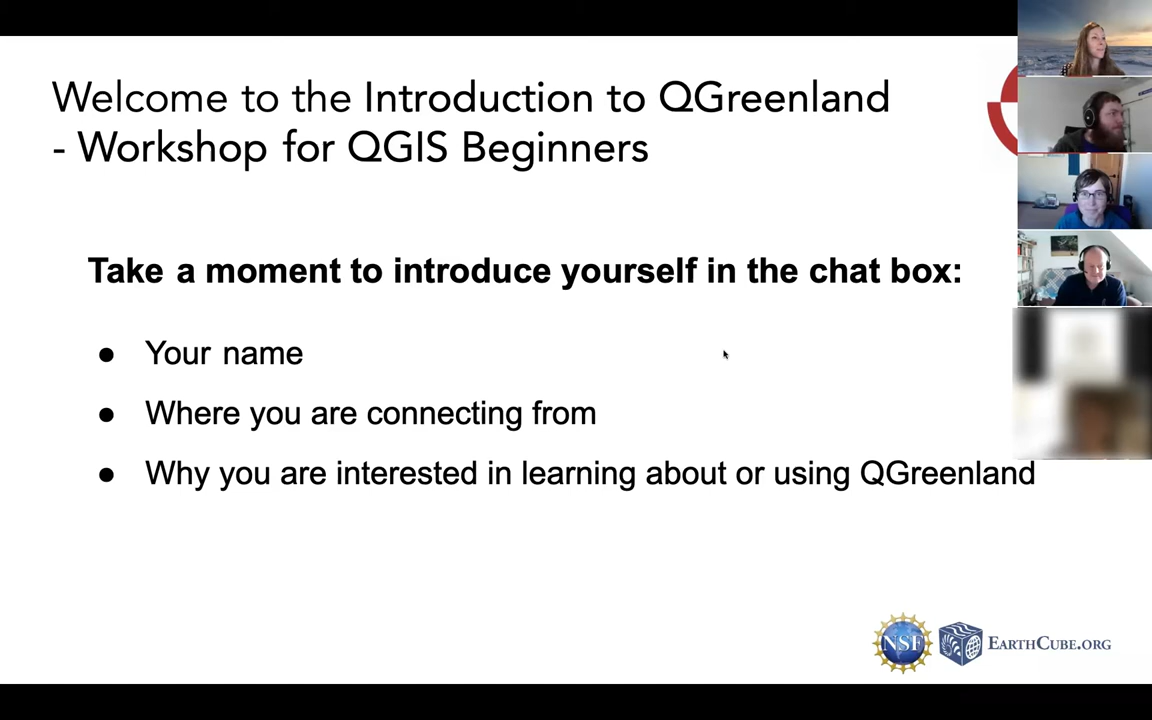 Welcome to the Introduction to QGreenland
- Workshop for QGIS Beginners
Take a moment to introduce yourself in the chat box:
● Your name
● Where you are connecting from
● Why you are interested in learning about or using QGreenland
NSF
EARTHCUBE.ORG